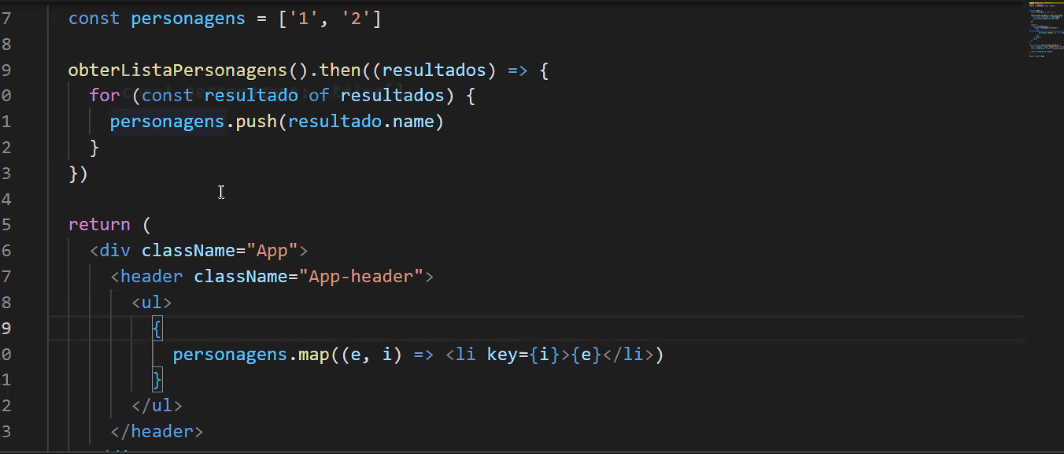 7 const personagens = ['1', '2']
8
9 obterListaPersonagens().then((resultados) => {
0 for (const resultado of resultados) {
1 personagens.push(resultado.name)
2 }
3 })
4
5 return (
6 <div className="App">
7 <header className="App-header">
8 <ul>
9 {
0 personagens.map((e, i) => <li key={i}>{e}</li>)
1 }
2 </ul>
3 </header>